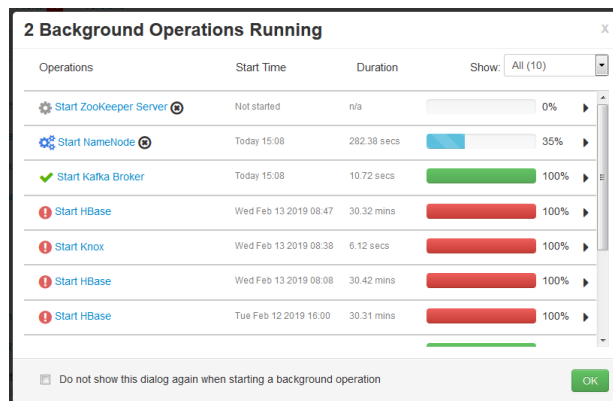 2 Background Operations Running
x
Operations Start Time Duration Show: All (10)
Start ZooKeeper Server Not started n/a 0%
Start NameNode Today 15:08 282.38 secs 35%
Start Kafka Broker Today 15:08 10.72 secs 100%
Start HBase Wed Feb 13 2019 08:47 30.32 mins 100%
Start Knox Wed Feb 13 2019 08:38 6.12 secs 100%
Start HBase Wed Feb 13 2019 08:08 30.42 mins 100%
Start HBase Tue Feb 12 2019 16:00 30.31 mins 100%
Do not show this dialog again when starting a background operation
OK